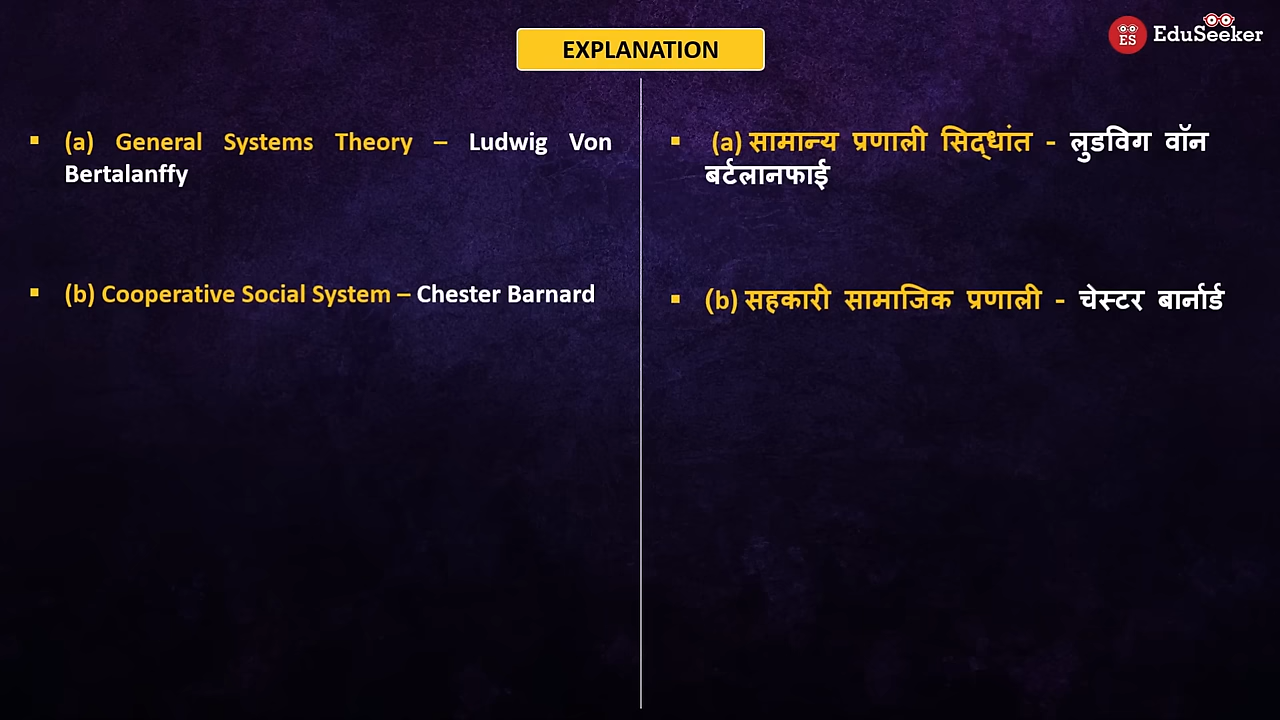 EXPLANATION
ES EduSeeker
(a) General Systems Theory – Ludwig Von
Bertalanffy
(b) Cooperative Social System – Chester Barnard
(a) सामान्य प्रणाली सिद्धांत - लुडविग वॉन
बर्टलानफाई
(b) सहकारी सामाजिक प्रणाली - चेस्टर बार्नार्ड